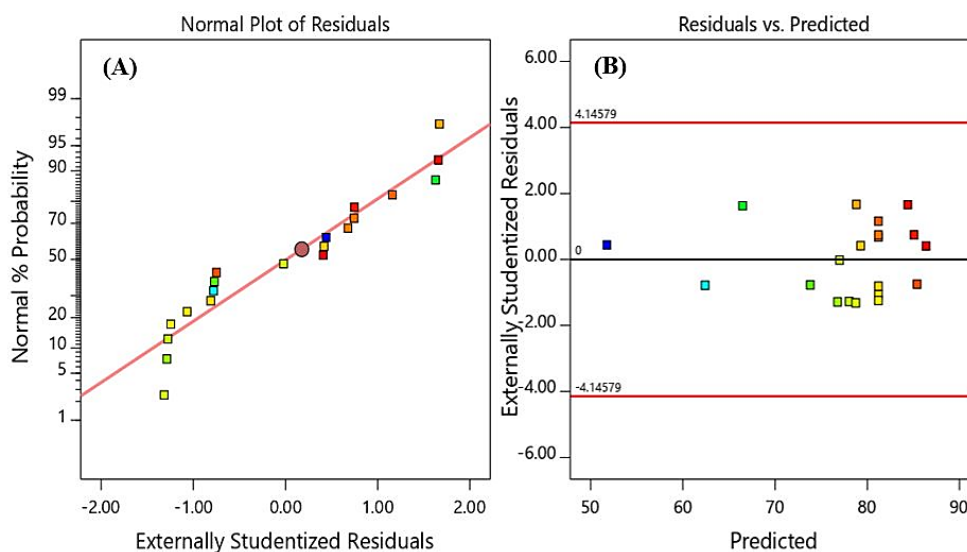 Normal Plot of Residuals
(A)
Normal % Probability
99
95
90
70
50
20
10
5
1
-2.00 -1.00 0.00 1.00 2.00
Externally Studentized Residuals
Residuals vs. Predicted
(B)
Externally Studentized Residuals
6.00
4.14579
4.00
2.00
0
0.00
-2.00
-4.14579
-4.00
-6.00
50 60 70 80 90
Predicted